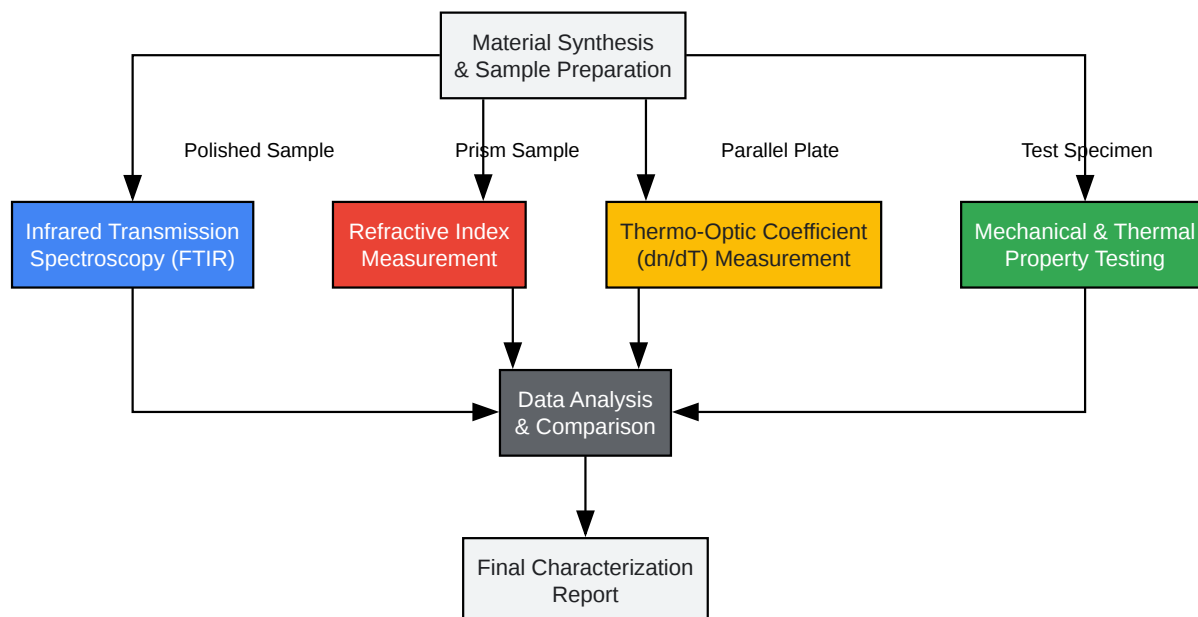 Material Synthesis
& Sample Preparation
Polished Sample
Prism Sample
Parallel Plate
Test Specimen
Infrared Transmission
Spectroscopy (FTIR)
Refractive Index
Measurement
Thermo-Optic Coefficient
(dn/dT) Measurement
Mechanical & Thermal
Property Testing
Data Analysis
& Comparison
Final Characterization
Report